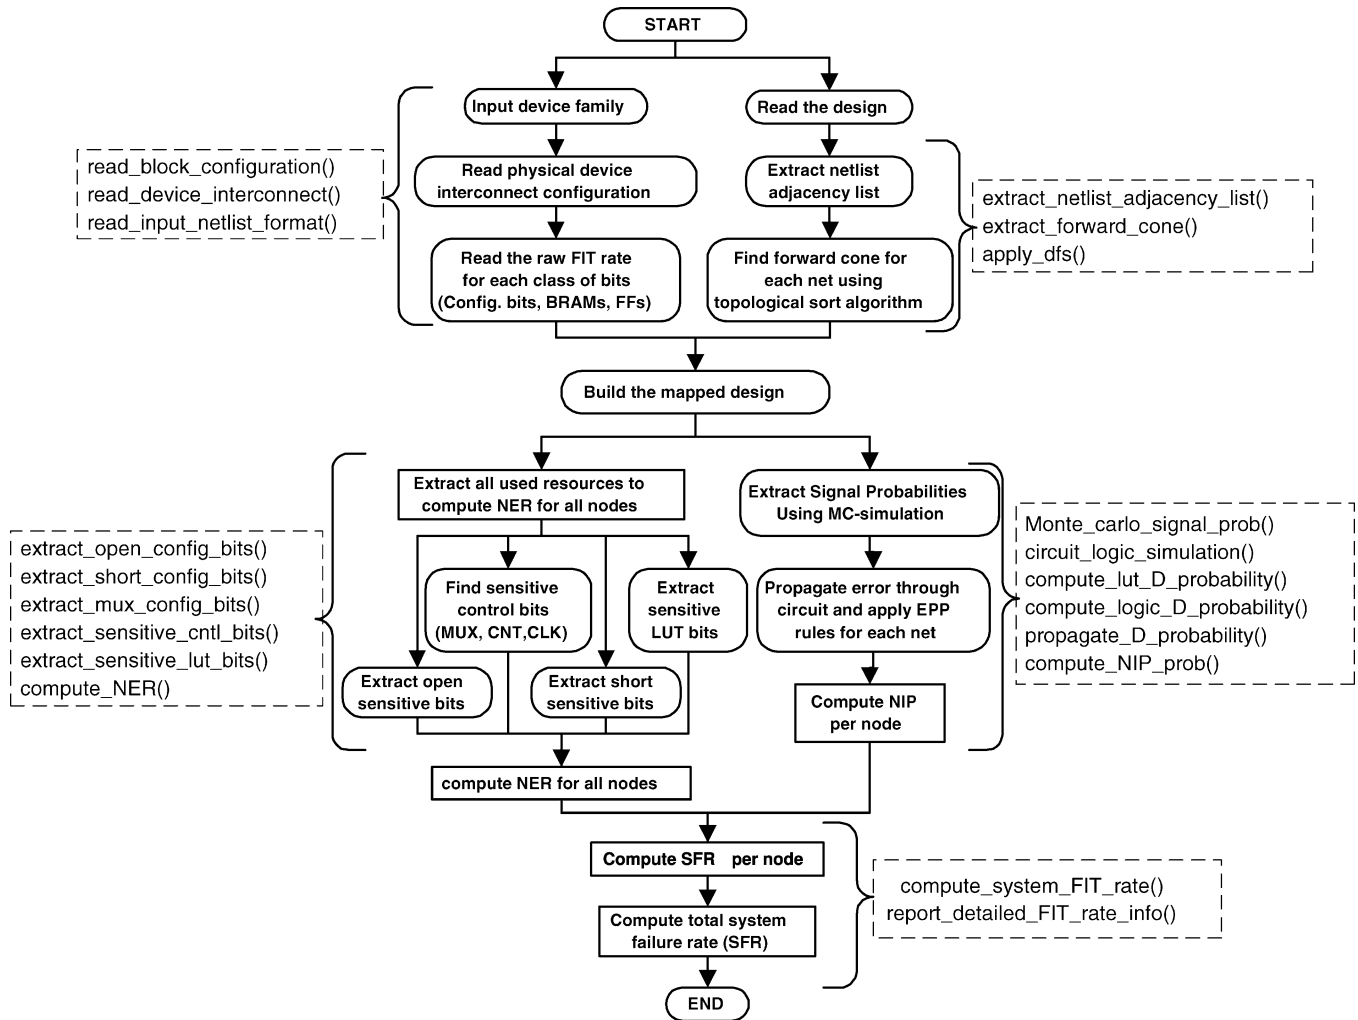 START
Input device family
Read the design
read_block_configuration()
read_device_interconnect()
read_input_netlist_format()
Read physical device
interconnect configuration
Extract netlist
adjacency list
extract_netlist_adjacency_list()
extract_forward_cone()
apply_dfs()
Read the raw FIT rate
for each class of bits
(Config. bits, BRAMs, FFs)
Find forward cone for
each net using
topological sort algorithm
Build the mapped design
Extract all used resources to
compute NER for all nodes
Extract Signal Probabilities
Using MC-simulation
extract_open_config_bits()
extract_short_config_bits()
extract_mux_config_bits()
extract_sensitive_cntl_bits()
extract_sensitive_lut_bits()
compute_NER()
Find sensitive
control bits
(MUX, CNT,CLK)
Extract
sensitive
LUT bits
Propagate error through
circuit and apply EPP
rules for each net
Monte_carlo_signal_prob()
circuit_logic_simulation()
compute_lut_D_probability()
compute_logic_D_probability()
propagate_D_probability()
compute_NIP_prob()
Extract open
sensitive bits
Extract short
sensitive bits
Compute NIP
per node
compute NER for all nodes
Compute SFR per node
compute_system_FIT_rate()
report_detailed_FIT_rate_info()
Compute total system
failure rate (SFR)
END